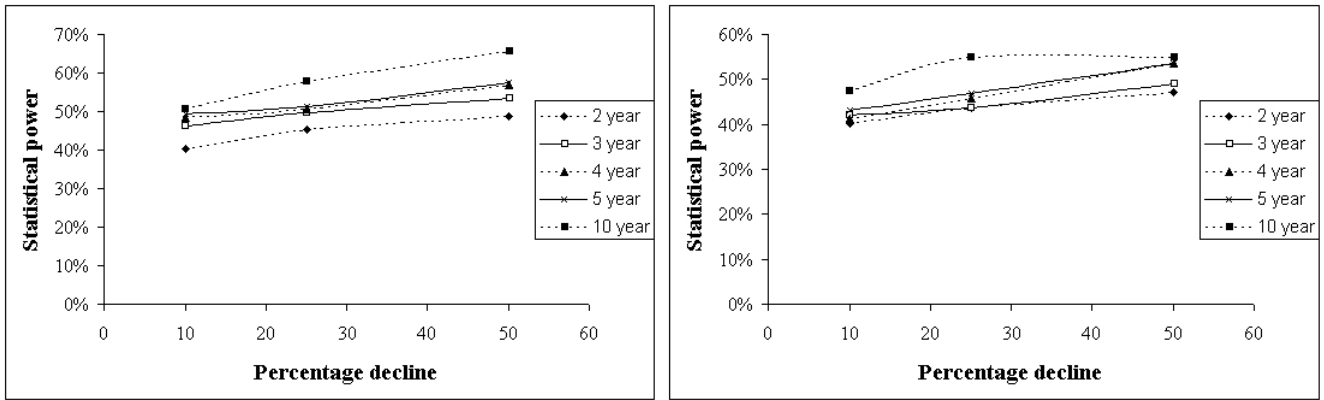 70%
60%
50%
40%
30%
20%
10%
0%
0 10 20 30 40 50 60
Statistical power
Percentage decline
2 year
3 year
4 year
5 year
10 year
60%
50%
40%
30%
20%
10%
0%
0 10 20 30 40 50 60
Statistical power
Percentage decline
2 year
3 year
4 year
5 year
10 year